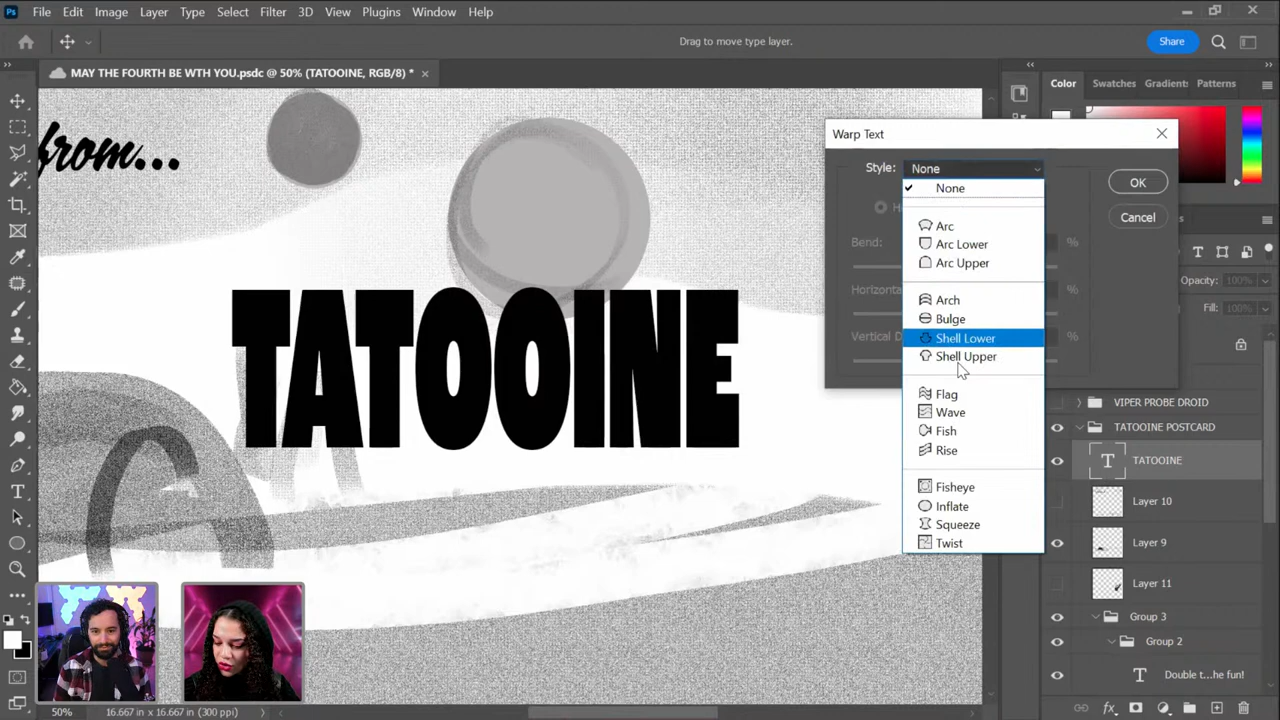 Ps File Edit Image Layer Type Select Filter 3D View Plugins Window Help
Drag to move type layer.
Share
MAY THE FOURTH BE WTH YOU.psdc @ 50% (TATOOINE, RGB/8) *
Color Swatches Gradients Patterns
from...
Warp Text
Style: None
OK
Cancel
None
Arc
Arc Lower
Arc Upper
Arch
Bulge
Shell Lower
Shell Upper
Flag
Wave
Fish
Rise
Fisheye
Inflate
Squeeze
Twist
Bend: %
%
%
Opacity: 100%
Fill: 100%
TATOOINE
VIPER PROBE DROID
TATOOINE POSTCARD
TATOOINE
Layer 10
Layer 9
Layer 11
Group 3
Group 2
Double t...he fun!
50% 16.667 in x 16.667 in (300 ppi)